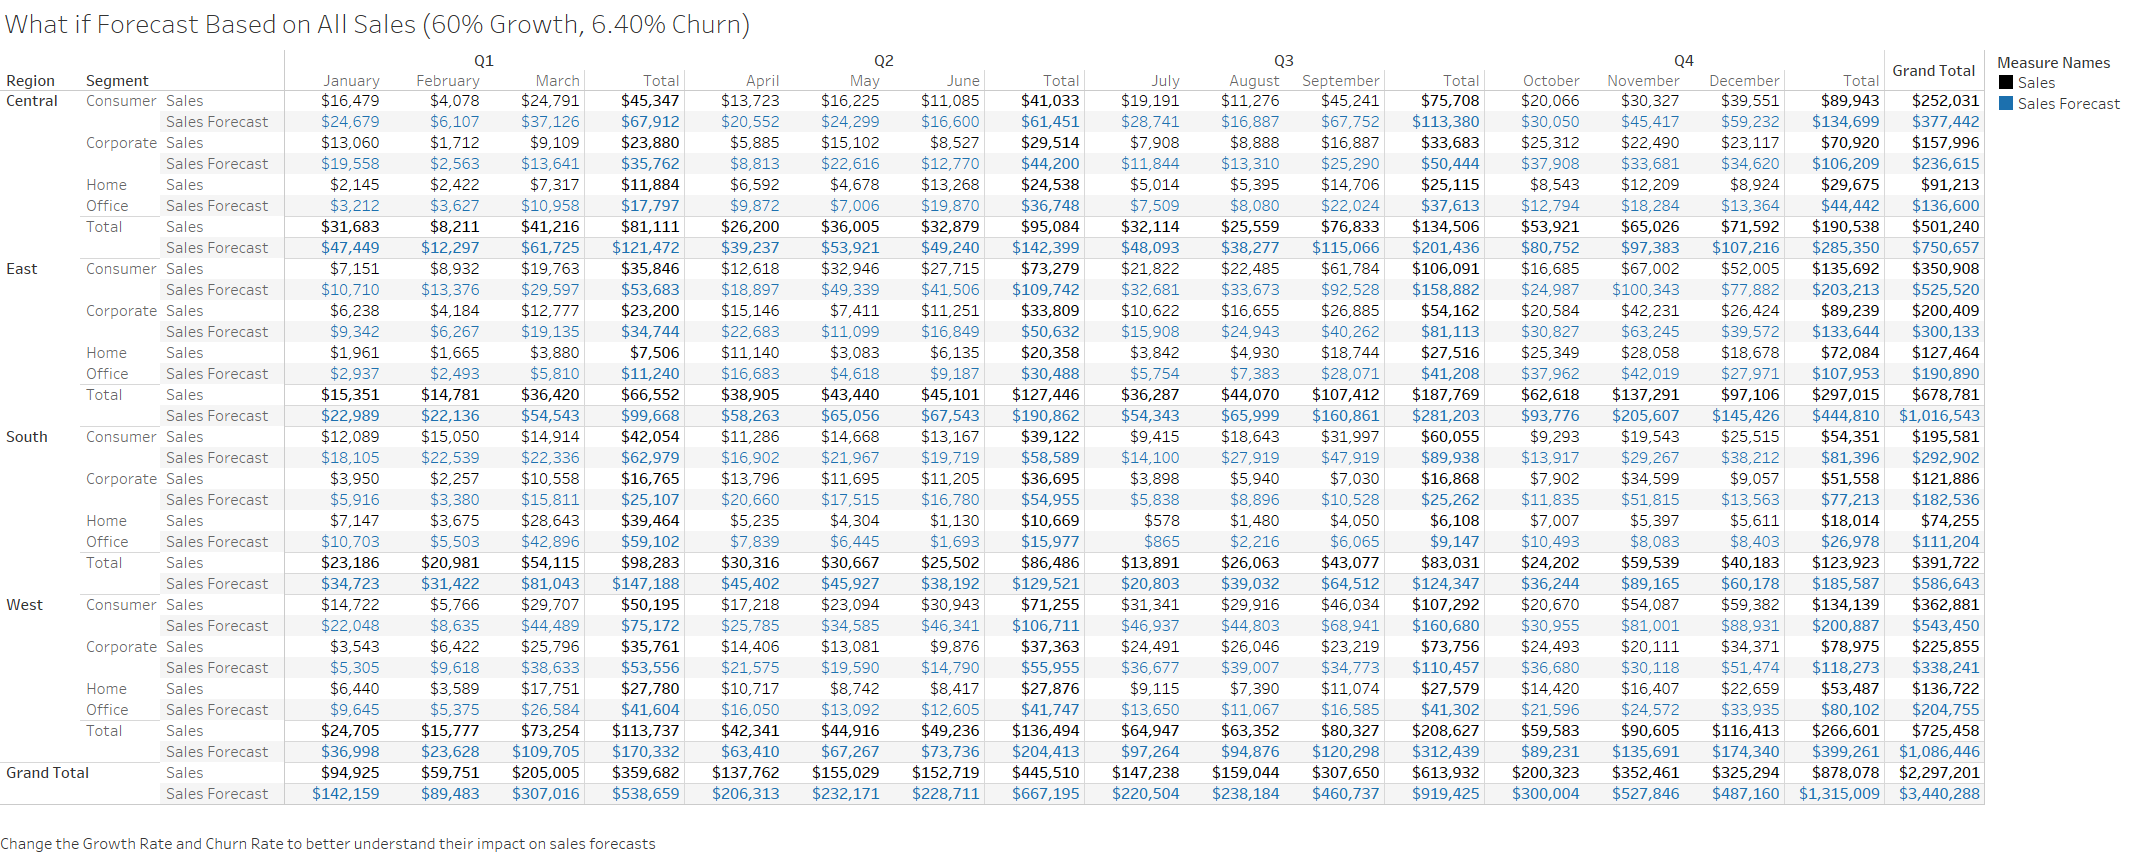 What if Forecast Based on All Sales (60% Growth, 6.40% Churn)
Q1 Q2 Q3 Q4
Region Segment January February March Total April May June Total July August September Total October November December Total Grand Total
Measure Names
Sales
Sales Forecast
Central Consumer Sales $16,479 $4,078 $24,791 $45,347 $13,723 $16,225 $11,085 $41,033 $19,191 $11,276 $45,241 $75,708 $20,066 $30,327 $39,551 $89,943 $252,031
Sales Forecast $24,679 $6,107 $37,126 $67,912 $20,552 $24,299 $16,600 $61,451 $28,741 $16,887 $67,752 $113,380 $30,050 $45,417 $59,232 $134,699 $377,442
Corporate Sales $13,060 $1,712 $9,109 $23,880 $5,885 $15,102 $8,527 $29,514 $7,908 $8,888 $16,887 $33,683 $25,312 $22,490 $23,117 $70,920 $157,996
Sales Forecast $19,558 $2,563 $13,641 $35,762 $8,813 $22,616 $12,770 $44,200 $11,844 $13,310 $25,290 $50,444 $37,908 $33,681 $34,620 $106,209 $236,615
Home Sales $2,145 $2,422 $7,317 $11,884 $6,592 $4,678 $13,268 $24,538 $5,014 $5,395 $14,706 $25,115 $8,543 $12,209 $8,924 $29,675 $91,213
Office Sales Forecast $3,212 $3,627 $10,958 $17,797 $9,872 $7,006 $19,870 $36,748 $7,509 $8,080 $22,024 $37,613 $12,794 $18,284 $13,364 $44,442 $136,600
Total Sales $31,683 $8,211 $41,216 $81,111 $26,200 $36,005 $32,879 $95,084 $32,114 $25,559 $76,833 $134,506 $53,921 $65,026 $71,592 $190,538 $501,240
Sales Forecast $47,449 $12,297 $61,725 $121,472 $39,237 $53,921 $49,240 $142,399 $48,093 $38,277 $115,066 $201,436 $80,752 $97,383 $107,216 $285,350 $750,657
East Consumer Sales $7,151 $8,932 $19,763 $35,846 $12,618 $32,946 $27,715 $73,279 $21,822 $22,485 $61,784 $106,091 $16,685 $67,002 $52,005 $135,692 $350,908
Sales Forecast $10,710 $13,376 $29,597 $53,683 $18,897 $49,339 $41,506 $109,742 $32,681 $33,673 $92,528 $158,882 $24,987 $100,343 $77,882 $203,213 $525,520
Corporate Sales $6,238 $4,184 $12,777 $23,200 $15,146 $7,411 $11,251 $33,809 $10,622 $16,655 $26,885 $54,162 $20,584 $42,231 $26,424 $89,239 $200,409
Sales Forecast $9,342 $6,267 $19,135 $34,744 $22,683 $11,099 $16,849 $50,632 $15,908 $24,943 $40,262 $81,113 $30,827 $63,245 $39,572 $133,644 $300,133
Home Sales $1,961 $1,665 $3,880 $7,506 $11,140 $3,083 $6,135 $20,358 $3,842 $4,930 $18,744 $27,516 $25,349 $28,058 $18,678 $72,084 $127,464
Office Sales Forecast $2,937 $2,493 $5,810 $11,240 $16,683 $4,618 $9,187 $30,488 $5,754 $7,383 $28,071 $41,208 $37,962 $42,019 $27,971 $107,953 $190,890
Total Sales $15,351 $14,781 $36,420 $66,552 $38,905 $43,440 $45,101 $127,446 $36,287 $44,070 $107,412 $187,769 $62,618 $137,291 $97,106 $297,015 $678,781
Sales Forecast $22,989 $22,136 $54,543 $99,668 $58,263 $65,056 $67,543 $190,862 $54,343 $65,999 $160,861 $281,203 $93,776 $205,607 $145,426 $444,810 $1,016,543
South Consumer Sales $12,089 $15,050 $14,914 $42,054 $11,286 $14,668 $13,167 $39,122 $9,415 $18,643 $31,997 $60,055 $9,293 $19,543 $25,515 $54,351 $195,581
Sales Forecast $18,105 $22,539 $22,336 $62,979 $16,902 $21,967 $19,719 $58,589 $14,100 $27,919 $47,919 $89,938 $13,917 $29,267 $38,212 $81,396 $292,902
Corporate Sales $3,950 $2,257 $10,558 $16,765 $13,796 $11,695 $11,205 $36,695 $3,898 $5,940 $7,030 $16,868 $7,902 $34,599 $9,057 $51,558 $121,886
Sales Forecast $5,916 $3,380 $15,811 $25,107 $20,660 $17,515 $16,780 $54,955 $5,838 $8,896 $10,528 $25,262 $11,835 $51,815 $13,563 $77,213 $182,536
Home Sales $7,147 $3,675 $28,643 $39,464 $5,235 $4,304 $1,130 $10,669 $578 $1,480 $4,050 $6,108 $7,007 $5,397 $5,611 $18,014 $74,255
Office Sales Forecast $10,703 $5,503 $42,896 $59,102 $7,839 $6,445 $1,693 $15,977 $865 $2,216 $6,065 $9,147 $10,493 $8,083 $8,403 $26,978 $111,204
Total Sales $23,186 $20,981 $54,115 $98,283 $30,316 $30,667 $25,502 $86,486 $13,891 $26,063 $43,077 $83,031 $24,202 $59,539 $40,183 $123,923 $391,722
Sales Forecast $34,723 $31,422 $81,043 $147,188 $45,402 $45,927 $38,192 $129,521 $20,803 $39,032 $64,512 $124,347 $36,244 $89,165 $60,178 $185,587 $586,643
West Consumer Sales $14,722 $5,766 $29,707 $50,195 $17,218 $23,094 $30,943 $71,255 $31,341 $29,916 $46,034 $107,292 $20,670 $54,087 $59,382 $134,139 $362,881
Sales Forecast $22,048 $8,635 $44,489 $75,172 $25,785 $34,585 $46,341 $106,711 $46,937 $44,803 $68,941 $160,680 $30,955 $81,001 $88,931 $200,887 $543,450
Corporate Sales $3,543 $6,422 $25,796 $35,761 $14,406 $13,081 $9,876 $37,363 $24,491 $26,046 $23,219 $73,756 $24,493 $20,111 $34,371 $78,975 $225,855
Sales Forecast $5,305 $9,618 $38,633 $53,556 $21,575 $19,590 $14,790 $55,955 $36,677 $39,007 $34,773 $110,457 $36,680 $30,118 $51,474 $118,273 $338,241
Home Sales $6,440 $3,589 $17,751 $27,780 $10,717 $8,742 $8,417 $27,876 $9,115 $7,390 $11,074 $27,579 $14,420 $16,407 $22,659 $53,487 $136,722
Office Sales Forecast $9,645 $5,375 $26,584 $41,604 $16,050 $13,092 $12,605 $41,747 $13,650 $11,067 $16,585 $41,302 $21,596 $24,572 $33,935 $80,102 $204,755
Total Sales $24,705 $15,777 $73,254 $113,737 $42,341 $44,916 $49,236 $136,494 $64,947 $63,352 $80,327 $208,627 $59,583 $90,605 $116,413 $266,601 $725,458
Sales Forecast $36,998 $23,628 $109,705 $170,332 $63,410 $67,267 $73,736 $204,413 $97,264 $94,876 $120,298 $312,439 $89,231 $135,691 $174,340 $399,261 $1,086,446
Grand Total Sales $94,925 $59,751 $205,005 $359,682 $137,762 $155,029 $152,719 $445,510 $147,238 $159,044 $307,650 $613,932 $200,323 $352,461 $325,294 $878,078 $2,297,201
Sales Forecast $142,159 $89,483 $307,016 $538,659 $206,313 $232,171 $228,711 $667,195 $220,504 $238,184 $460,737 $919,425 $300,004 $527,846 $487,160 $1,315,009 $3,440,288
Change the Growth Rate and Churn Rate to better understand their impact on sales forecasts